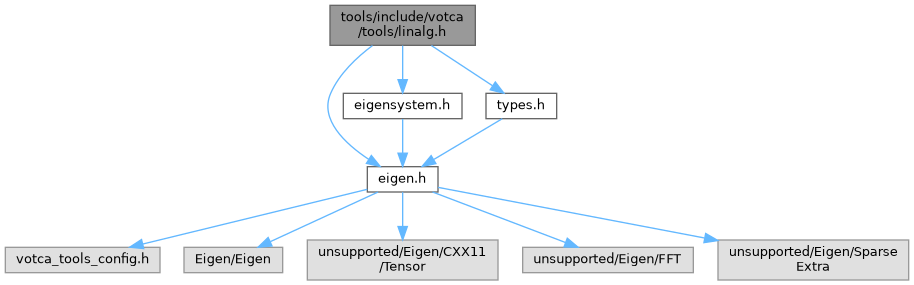 tools/include/votca
/tools/linalg.h
eigensystem.h
types.h
eigen.h
votca_tools_config.h
Eigen/Eigen
unsupported/Eigen/CXX11
/Tensor
unsupported/Eigen/FFT
unsupported/Eigen/Sparse
Extra